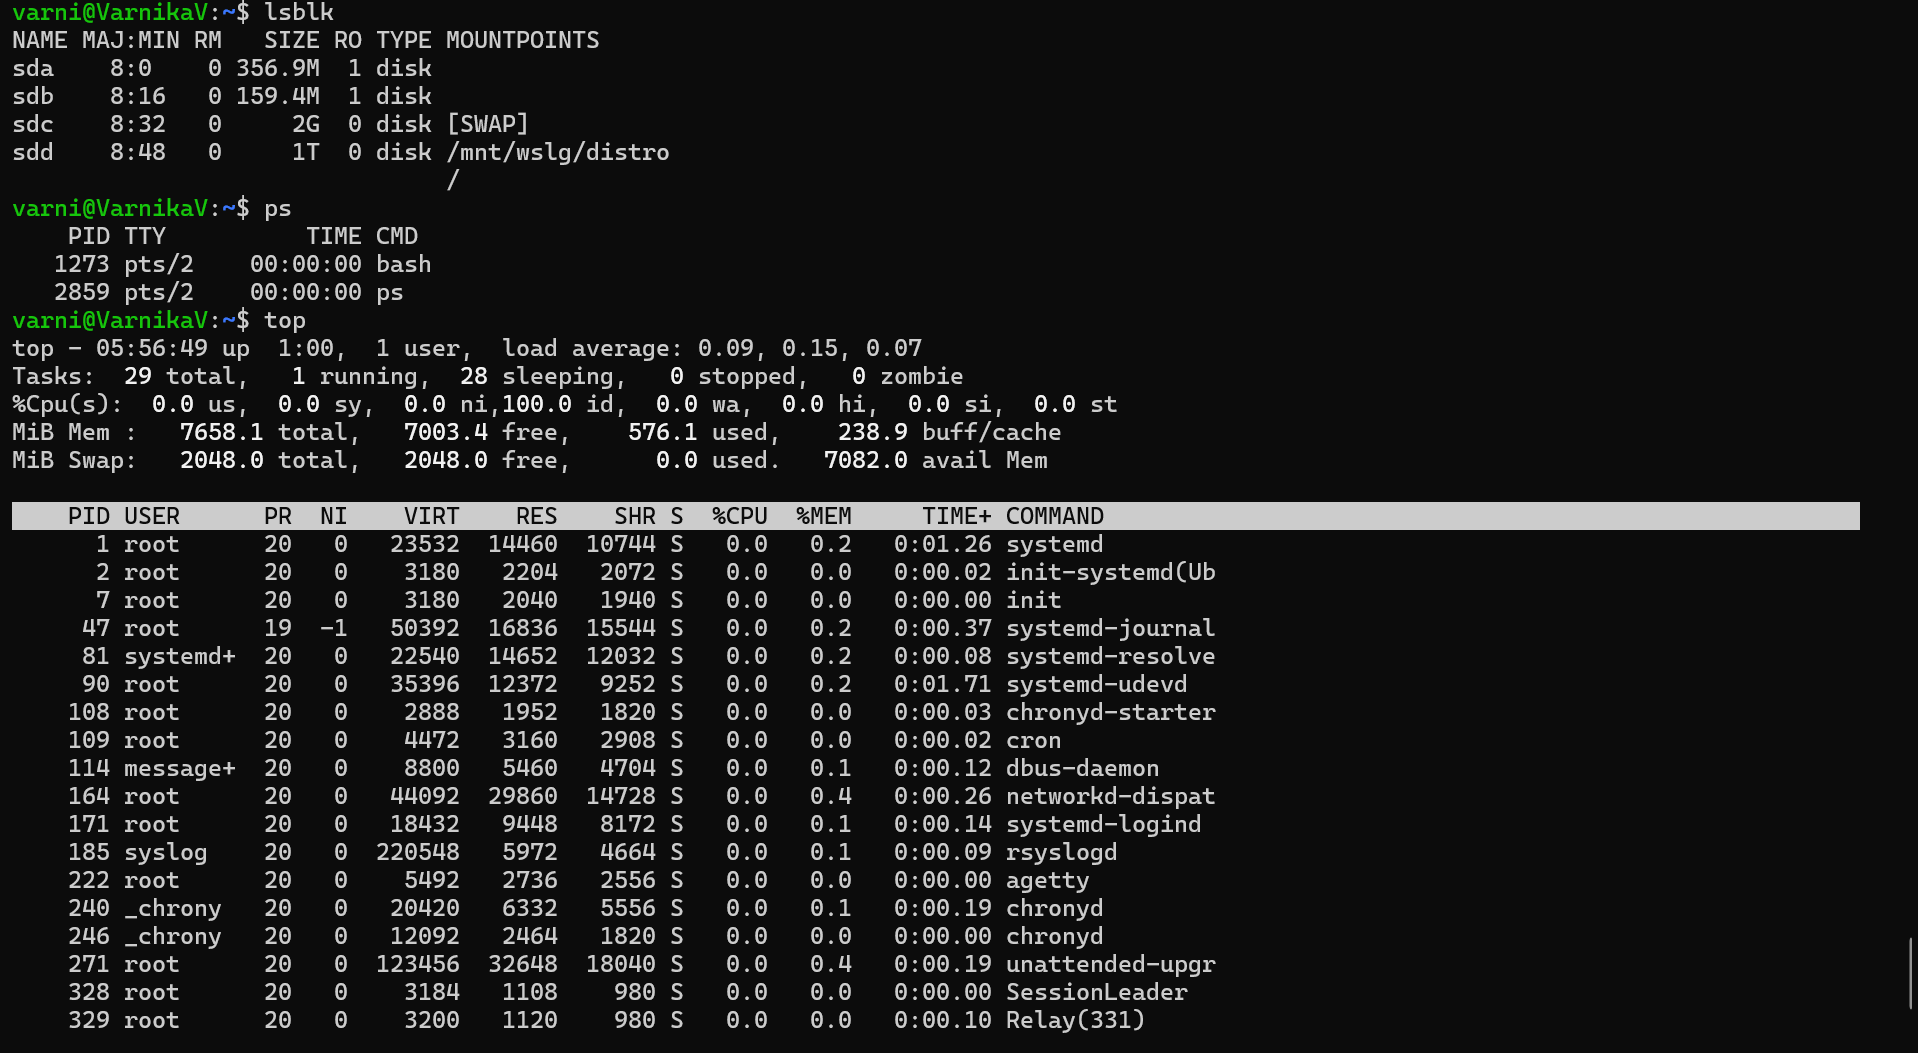 varni@VarnikaV:~$ lsblk
NAME MAJ:MIN RM   SIZE RO TYPE MOUNTPOINTS
sda    8:0    0 356.9M  1 disk
sdb    8:16   0 159.4M  1 disk
sdc    8:32   0     2G  0 disk [SWAP]
sdd    8:48   0     1T  0 disk /mnt/wslg/distro
                               /
varni@VarnikaV:~$ ps
    PID TTY          TIME CMD
   1273 pts/2    00:00:00 bash
   2859 pts/2    00:00:00 ps
varni@VarnikaV:~$ top
top - 05:56:49 up  1:00,  1 user,  load average: 0.09, 0.15, 0.07
Tasks:  29 total,   1 running,  28 sleeping,   0 stopped,   0 zombie
%Cpu(s):  0.0 us,  0.0 sy,  0.0 ni,100.0 id,  0.0 wa,  0.0 hi,  0.0 si,  0.0 st
MiB Mem :   7658.1 total,   7003.4 free,    576.1 used,    238.9 buff/cache
MiB Swap:   2048.0 total,   2048.0 free,      0.0 used.   7082.0 avail Mem

    PID USER      PR  NI    VIRT    RES    SHR S  %CPU  %MEM     TIME+ COMMAND
      1 root      20   0   23532  14460  10744 S   0.0   0.2   0:01.26 systemd
      2 root      20   0    3180   2204   2072 S   0.0   0.0   0:00.02 init-systemd(Ub
      7 root      20   0    3180   2040   1940 S   0.0   0.0   0:00.00 init
     47 root      19  -1   50392  16836  15544 S   0.0   0.2   0:00.37 systemd-journal
     81 systemd+  20   0   22540  14652  12032 S   0.0   0.2   0:00.08 systemd-resolve
     90 root      20   0   35396  12372   9252 S   0.0   0.2   0:01.71 systemd-udevd
    108 root      20   0    2888   1952   1820 S   0.0   0.0   0:00.03 chronyd-starter
    109 root      20   0    4472   3160   2908 S   0.0   0.0   0:00.02 cron
    114 message+  20   0    8800   5460   4704 S   0.0   0.1   0:00.12 dbus-daemon
    164 root      20   0   44092  29860  14728 S   0.0   0.4   0:00.26 networkd-dispat
    171 root      20   0   18432   9448   8172 S   0.0   0.1   0:00.14 systemd-logind
    185 syslog    20   0  220548   5972   4664 S   0.0   0.1   0:00.09 rsyslogd
    222 root      20   0    5492   2736   2556 S   0.0   0.0   0:00.00 agetty
    240 _chrony   20   0   20420   6332   5556 S   0.0   0.1   0:00.19 chronyd
    246 _chrony   20   0   12092   2464   1820 S   0.0   0.0   0:00.00 chronyd
    271 root      20   0  123456  32648  18040 S   0.0   0.4   0:00.19 unattended-upgr
    328 root      20   0    3184   1108    980 S   0.0   0.0   0:00.00 SessionLeader
    329 root      20   0    3200   1120    980 S   0.0   0.0   0:00.10 Relay(331)